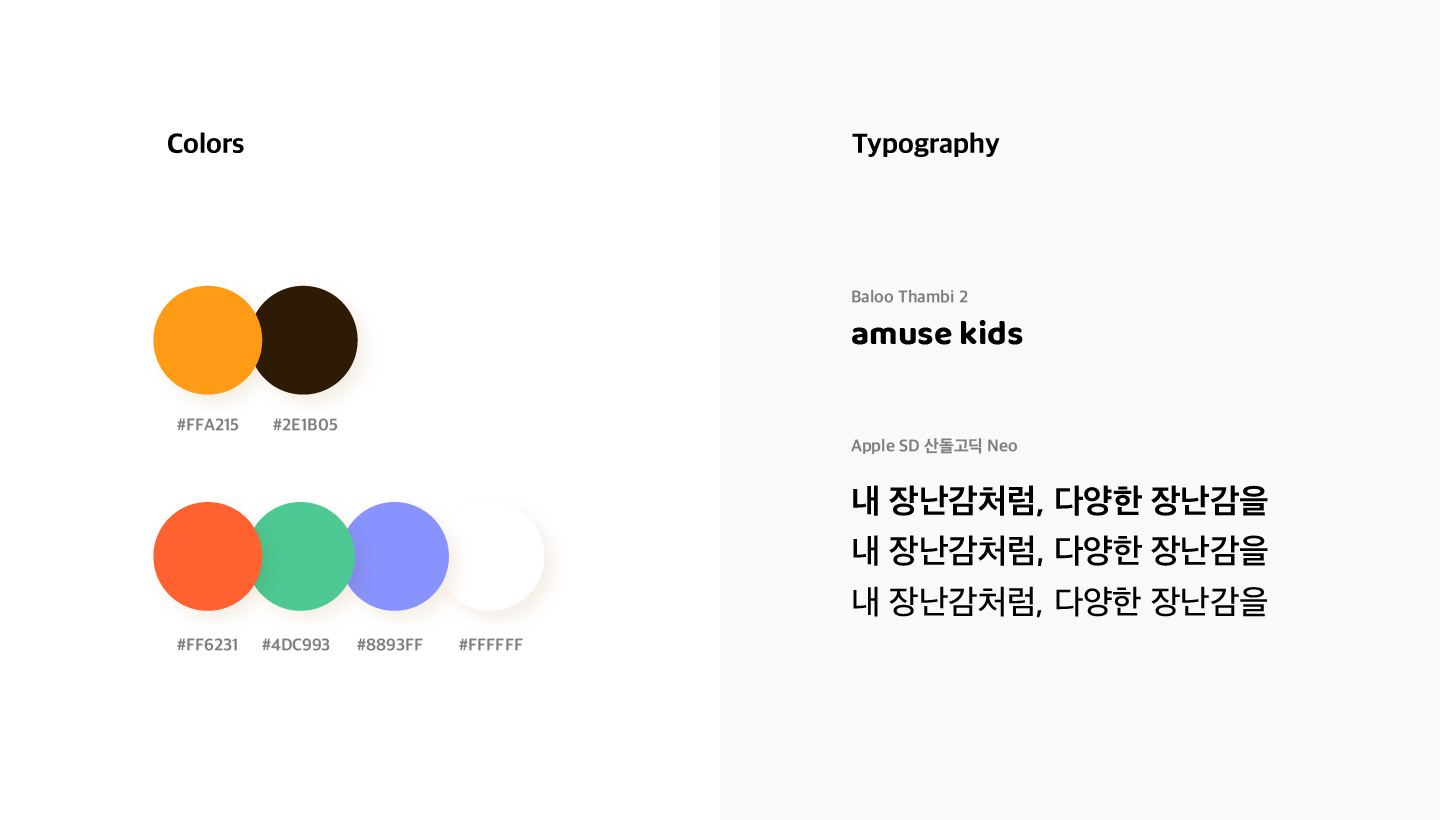 Colors
#FFA215 #2E1B05
#FF6231 #4DC993 #8893FF #FFFFFF
Typography
Baloo Thambi 2
amuse kids
Apple SD 산돌고딕 Neo
내 장난감처럼, 다양한 장난감을
내 장난감처럼, 다양한 장난감을
내 장난감처럼, 다양한 장난감을